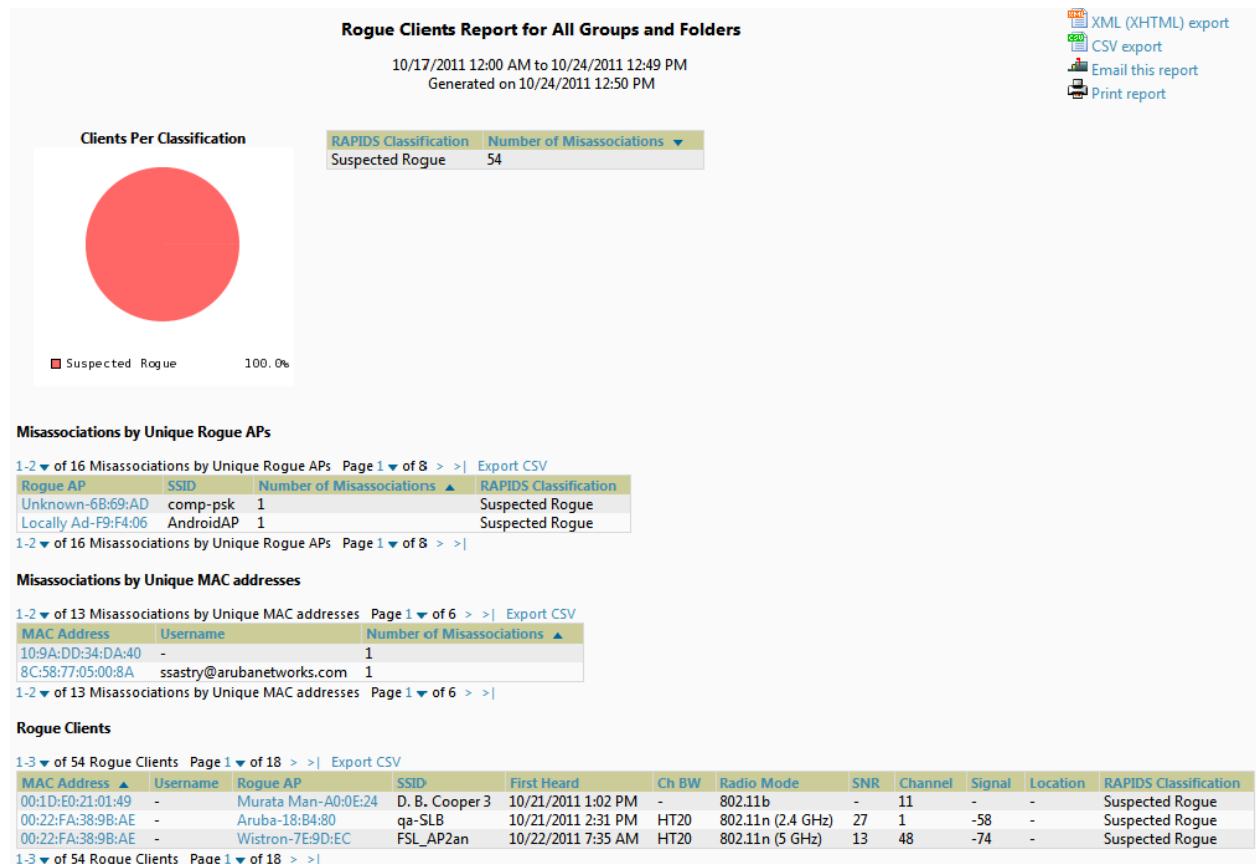 Rogue Clients Report for All Groups and Folders
10/17/2011 12:00 AM to 10/24/2011 12:49 PM
Generated on 10/24/2011 12:50 PM
XML (XHTML) export
CSV export
Email this report
Print report
Clients Per Classification
Suspected Rogue 100.0%
RAPIDS Classification Number of Misassociations ▼
Suspected Rogue 54
Misassociations by Unique Rogue APs
1-2 ▼ of 16 Misassociations by Unique Rogue APs Page 1 ▼ of 8 > >| Export CSV
Rogue AP SSID Number of Misassociations ▲ RAPIDS Classification
Unknown-6B:69:AD comp-psk 1 Suspected Rogue
Locally Ad-F9:F4:06 AndroidAP 1 Suspected Rogue
1-2 ▼ of 16 Misassociations by Unique Rogue APs Page 1 ▼ of 8 > >|
Misassociations by Unique MAC addresses
1-2 ▼ of 13 Misassociations by Unique MAC addresses Page 1 ▼ of 6 > >| Export CSV
MAC Address Username Number of Misassociations ▲
10:9A:DD:34:DA:40 - 1
8C:58:77:05:00:8A ssastry@arubanetworks.com 1
1-2 ▼ of 13 Misassociations by Unique MAC addresses Page 1 ▼ of 6 > >|
Rogue Clients
1-3 ▼ of 54 Rogue Clients Page 1 ▼ of 18 > >| Export CSV
MAC Address ▲ Username Rogue AP SSID First Heard Ch BW Radio Mode SNR Channel Signal Location RAPIDS Classification
00:1D:E0:21:01:49 - Murata Man-A0:0E:24 D. B. Cooper 3 10/21/2011 1:02 PM - 802.11b - 11 - - Suspected Rogue
00:22:FA:38:9B:AE - Aruba-18:B4:80 qa-SLB 10/21/2011 2:31 PM HT20 802.11n (2.4 GHz) 27 1 -58 - Suspected Rogue
00:22:FA:38:9B:AE - Wistron-7E:9D:EC FSL_AP2an 10/22/2011 7:35 AM HT20 802.11n (5 GHz) 13 48 -74 - Suspected Rogue
1-3 ▼ of 54 Rogue Clients Page 1 ▼ of 18 > >|